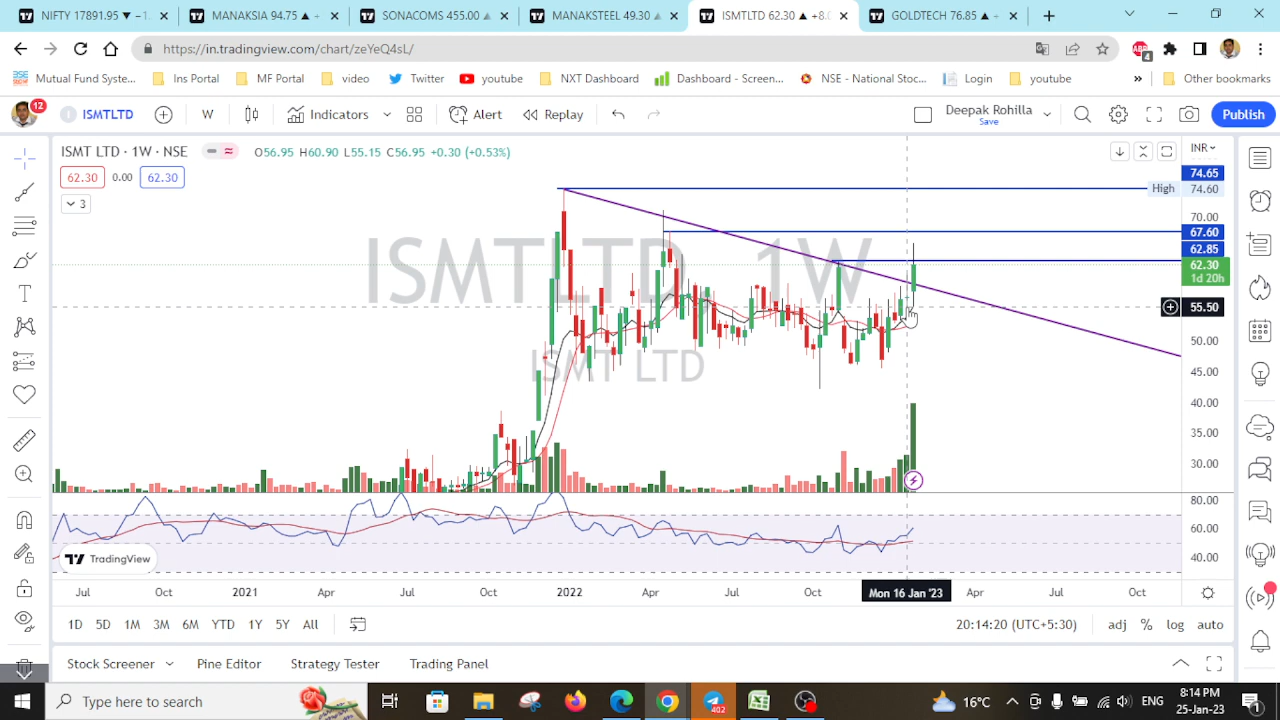 NIFTY 17891.95 ▼ −1.
MANAKSIA 94.75 ▲ +
SONACOMS 455.00 ▲
MANAKSTEEL 49.30 ▲
ISMTLTD 62.30 ▲ +8.0
GOLDTECH 76.85 ▲ +
https://in.tradingview.com/chart/zeYeQ4sL/
4
Mutual Fund Syste...
Ins Portal
MF Portal
video
Twitter
youtube
NXT Dashboard
Dashboard - Screen...
NSE - National Stoc...
Login
youtube
»
Other bookmarks
12
ISMTLTD
W
Indicators
Alert
Replay
Deepak Rohilla
Save
Publish
ISMT LTD · 1W · NSE
O56.95 H60.90 L55.15 C56.95 +0.30 (+0.53%)
INR
62.30 0.00 62.30
3
ISMTLTD, 1W
ISMT LTD
74.65
High 74.60
70.00
67.60
62.85
62.30
1d 20h
55.50
50.00
45.00
40.00
35.00
30.00
80.00
60.00
40.00
TradingView
Jul
Oct
2021
Apr
Jul
Oct
2022
Apr
Jul
Oct
Mon 16 Jan '23
Apr
Jul
Oct
1D 5D 1M 3M 6M YTD 1Y 5Y All
20:14:20 (UTC+5:30)
adj % log auto
Stock Screener
Pine Editor
Strategy Tester
Trading Panel
Type here to search
402
16°C
ENG
8:14 PM
25-Jan-23